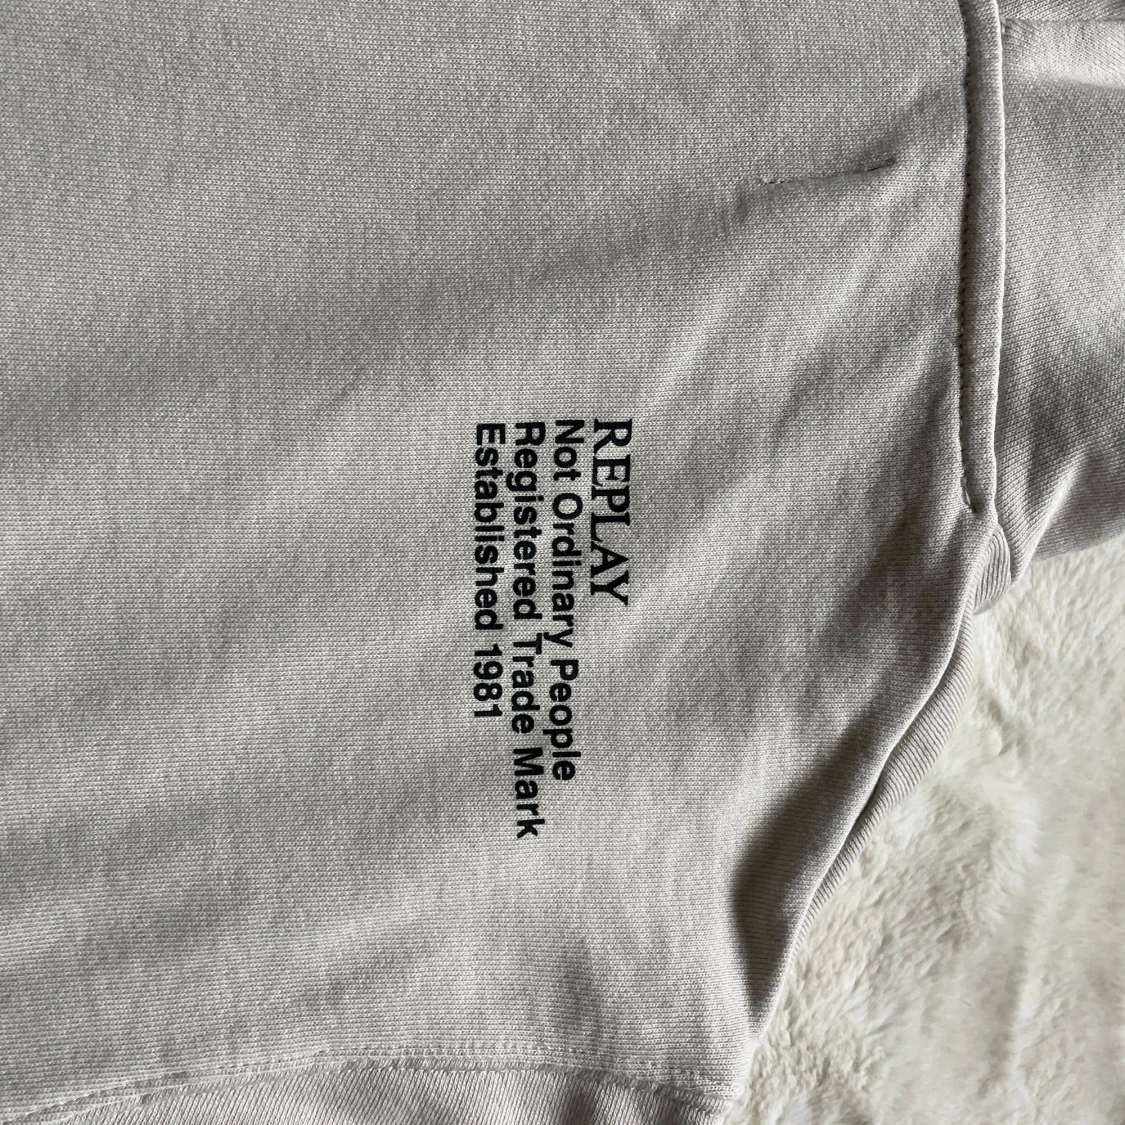 REPLAY
Not Ordinary People
Registered Trade Mark
Established 1981